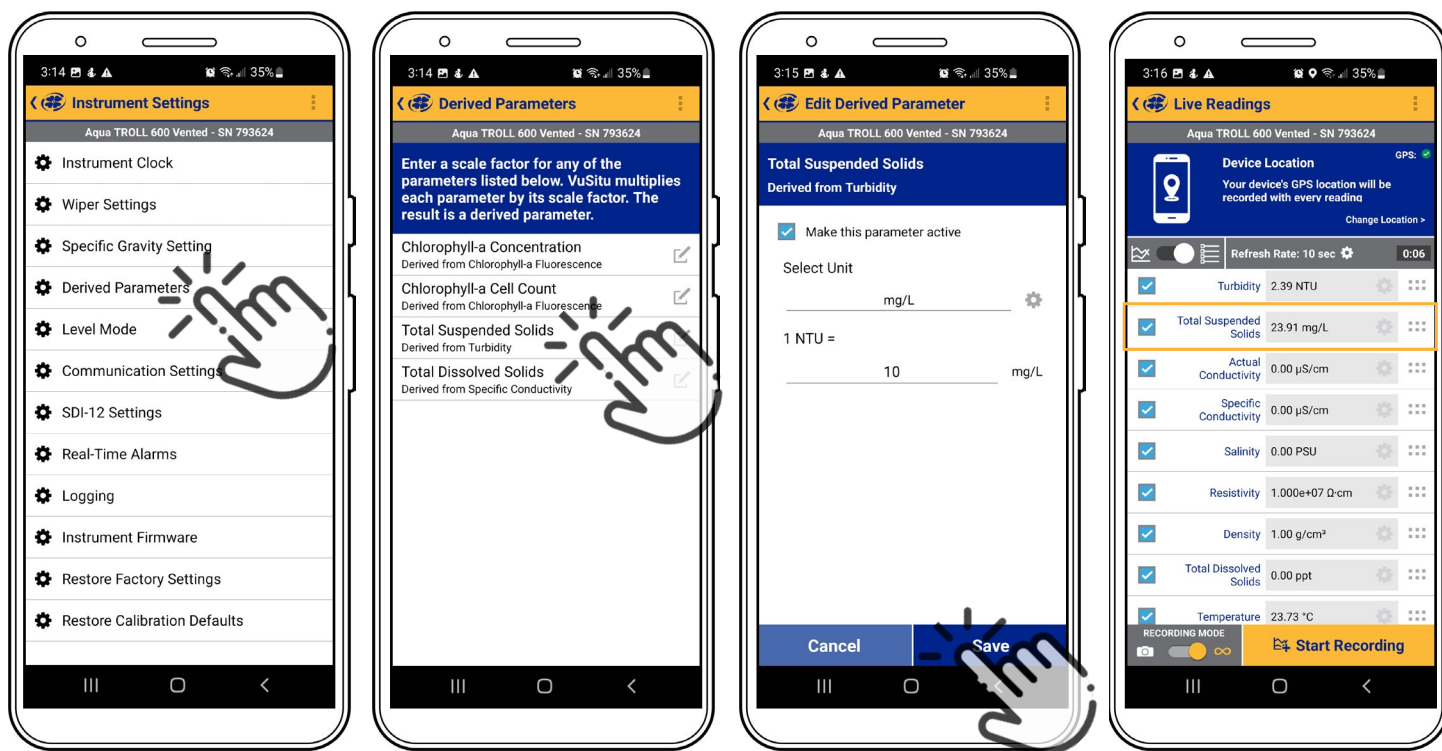 3:14 35%
Instrument Settings
Aqua TROLL 600 Vented - SN 793624
Instrument Clock
Wiper Settings
Specific Gravity Setting
Derived Parameters
Level Mode
Communication Settings
SDI-12 Settings
Real-Time Alarms
Logging
Instrument Firmware
Restore Factory Settings
Restore Calibration Defaults
3:14 35%
Derived Parameters
Aqua TROLL 600 Vented - SN 793624
Enter a scale factor for any of the
parameters listed below. VuSitu multiplies
each parameter by its scale factor. The
result is a derived parameter.
Chlorophyll-a Concentration
Derived from Chlorophyll-a Fluorescence
Chlorophyll-a Cell Count
Derived from Chlorophyll-a Fluorescence
Total Suspended Solids
Derived from Turbidity
Total Dissolved Solids
Derived from Specific Conductivity
3:15 35%
Edit Derived Parameter
Aqua TROLL 600 Vented - SN 793624
Total Suspended Solids
Derived from Turbidity
Make this parameter active
Select Unit
mg/L
1 NTU =
10 mg/L
Cancel Save
3:16 35%
Live Readings
Aqua TROLL 600 Vented - SN 793624
GPS:
Device Location
Your device's GPS location will be
recorded with every reading
Change Location >
Refresh Rate: 10 sec 0:06
Turbidity 2.39 NTU
Total Suspended
Solids 23.91 mg/L
Actual
Conductivity 0.00 µS/cm
Specific
Conductivity 0.00 µS/cm
Salinity 0.00 PSU
Resistivity 1.000e+07 Ω·cm
Density 1.00 g/cm³
Total Dissolved
Solids 0.00 ppt
Temperature 23.73 °C
RECORDING MODE
Start Recording